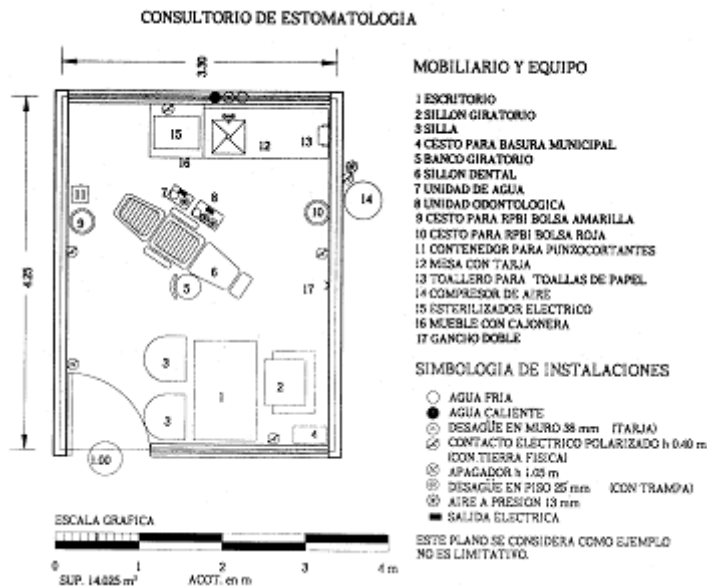 CONSULTORIO DE ESTOMATOLOGIA
3.30
4.25
15
16
12
13
14
11
9
7
8
10
6
5
17
3
3
1
2
4
1.00
ESCALA GRAFICA
0 1 2 3 4 m
SUP. 14.025 m² ACOT. en m
MOBILIARIO Y EQUIPO
1 ESCRITORIO
2 SILLON GIRATORIO
3 SILLA
4 CESTO PARA BASURA MUNICIPAL
5 BANCO GIRATORIO
6 SILLON DENTAL
7 UNIDAD DE AGUA
8 UNIDAD ODONTOLOGICA
9 CESTO PARA RPBI BOLSA AMARILLA
10 CESTO PARA RPBI BOLSA ROJA
11 CONTENEDOR PARA PUNZOCORTANTES
12 MESA CON TARJA
13 TOALLERO PARA TOALLAS DE PAPEL
14 COMPRESOR DE AIRE
15 ESTERILIZADOR ELECTRICO
16 MUEBLE CON CAJONERA
17 GANCHO DOBLE
SIMBOLOGIA DE INSTALACIONES
AGUA FRIA
AGUA CALIENTE
DESAGÜE EN MURO 38 mm (TARJA)
CONTACTO ELECTRICO POLARIZADO h 0.40 m
(CON TIERRA FISICA)
APAGADOR h 1.05 m
DESAGÜE EN PISO 25 mm (CON TRAMPA)
AIRE A PRESION 13 mm
SALIDA ELECTRICA
ESTE PLANO SE CONSIDERA COMO EJEMPLO
NO ES LIMITATIVO.